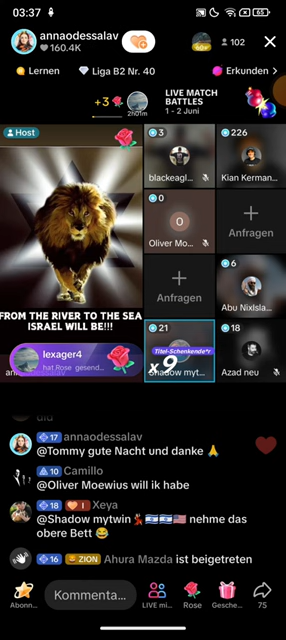 03:37
65
annaodessalav
160.4K
102
Lernen
Liga B2 Nr. 40
Erkunden
+3
2h01m
LIVE MATCH
BATTLES
1 - 2 Juni
Host
3
blackeagl...
226
Kian Kerman...
0
O
Oliver Mo...
Anfragen
Anfragen
6
Abu NixIsla...
FROM THE RIVER TO THE SEA
ISRAEL WILL BE!!!
lexager4
hat Rose gesend...
21
Titel-Schenkende*r
x9
Shadow myt...
18
Azad neu
17 annaodessalav
@Tommy gute Nacht und danke 🙏
10 Camillo
@Oliver Moewius will ik habe
18 I Xeya
@Shadow mytwin💃🇮🇱🇮🇱🇺🇸 nehme das
obere Bett 😂
16 ZION Ahura Mazda ist beigetreten
Abonn...
Kommenta...
LIVE mi...
Rose
Gesche...
75